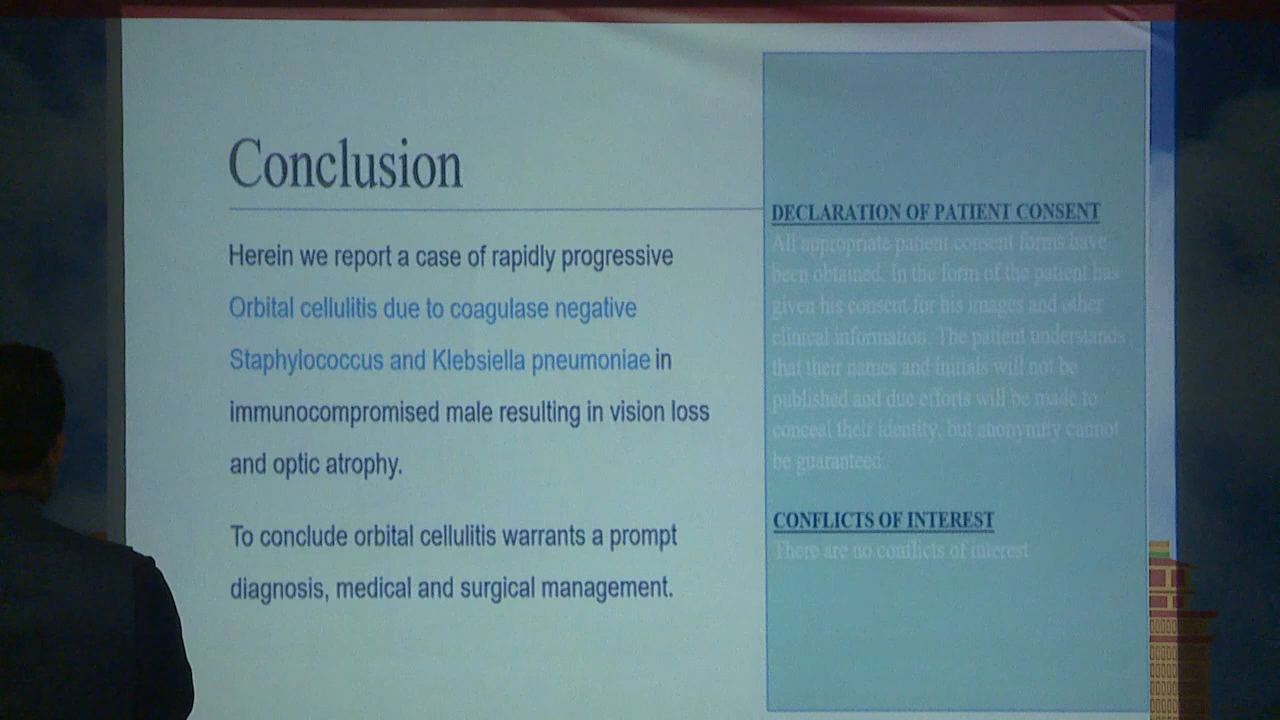 Conclusion
Herein we report a case of rapidly progressive
Orbital cellulitis due to coagulase negative
Staphylococcus and Klebsiella pneumoniae in
immunocompromised male resulting in vision loss
and optic atrophy.
To conclude orbital cellulitis warrants a prompt
diagnosis, medical and surgical management.
DECLARATION OF PATIENT CONSENT
All appropriate patient consent forms have
been obtained. In the form of the patient has
given his consent for his images and other
clinical information. The patient understands
that their names and initials will not be
published and due efforts will be made to
conceal their identity, but anonymity cannot
be guaranteed.
CONFLICTS OF INTEREST
There are no conflicts of interest